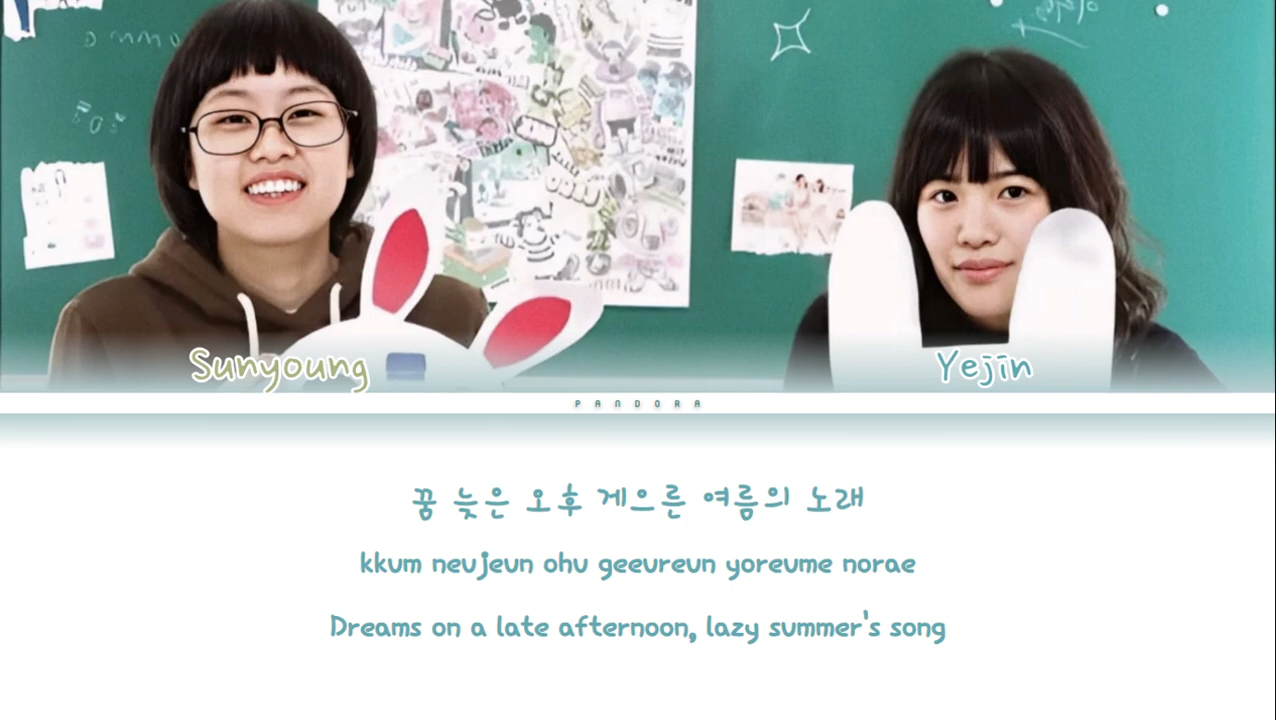 Sunyoung
Yejin
PANDORA
꿈 늦은 오후 게으른 여름의 노래
kkum neujeun ohu geeureun yoreume norae
Dreams on a late afternoon, lazy summer's song